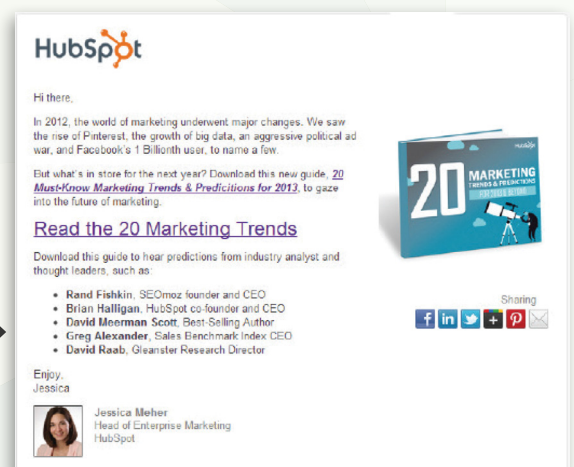 HubSpot
Hi there,
In 2012, the world of marketing underwent major changes. We saw
the rise of Pinterest, the growth of big data, an aggressive political ad
war, and Facebook's 1 Billionth user, to name a few.
But what's in store for the next year? Download this new guide, 20
Must-Know Marketing Trends & Predicitions for 2013, to gaze
into the future of marketing.
Read the 20 Marketing Trends
Download this guide to hear predictions from industry analyst and
thought leaders, such as:
• Rand Fishkin, SEOmoz founder and CEO
• Brian Halligan, HubSpot co-founder and CEO
• David Meerman Scott, Best-Selling Author
• Greg Alexander, Sales Benchmark Index CEO
• David Raab, Gleanster Research Director
Enjoy,
Jessica
Jessica Meher
Head of Enterprise Marketing
HubSpot
HubSpot
20 MARKETING
TRENDS & PREDICTIONS
FOR 2013 & BEYOND
Sharing